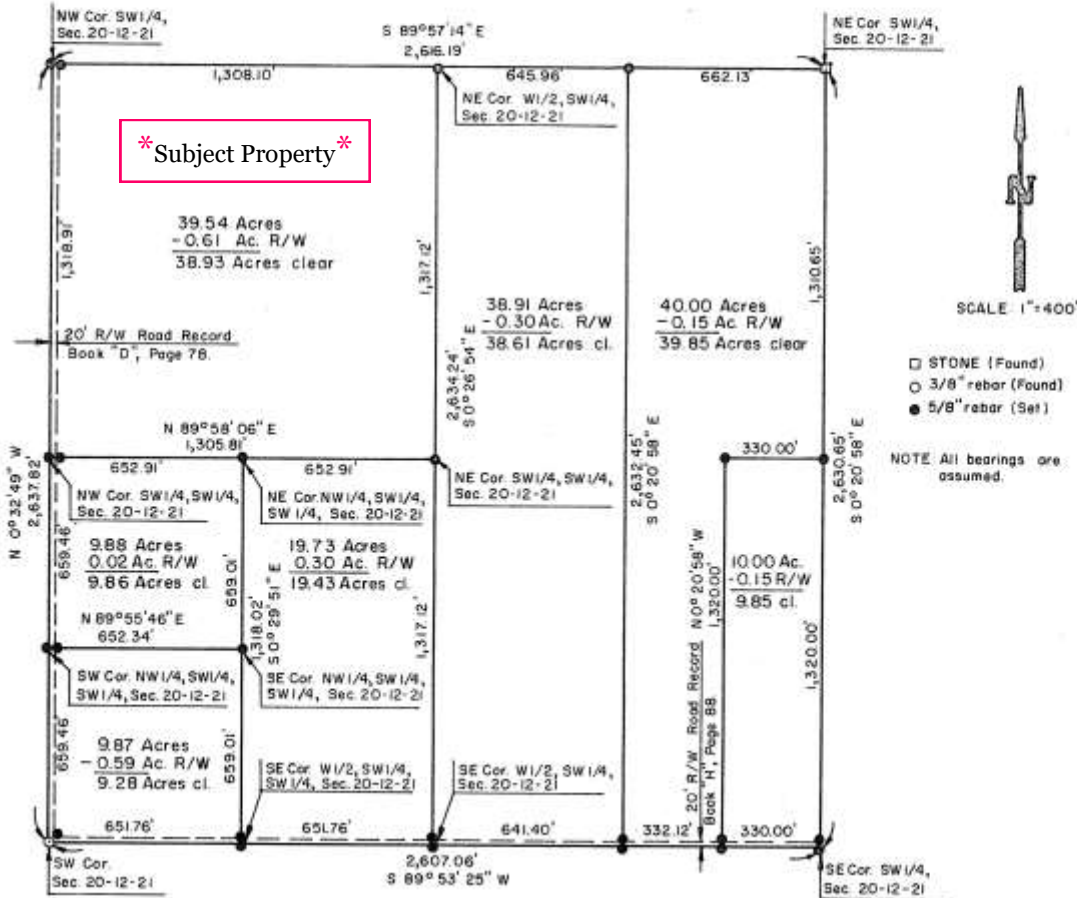 NW Cor. SW1/4,
Sec. 20-12-21
S 89°57'14" E
2,616.19'
NE Cor SW1/4,
Sec. 20-12-21
1,308.10'
645.96'
662.13'
NE Cor. W1/2, SW1/4,
Sec. 20-12-21
*Subject Property*
N
SCALE 1"=400'
39.54 Acres
-0.61 Ac. R/W
38.93 Acres clear
1,318.91'
1,317.12'
2,634.24'
S 0°26'54" E
38.91 Acres
-0.30 Ac. R/W
38.61 Acres cl.
40.00 Acres
-0.15 Ac. R/W
39.85 Acres clear
1,310.65'
20' R/W Road Record
Book "D", Page 78.
STONE (Found)
3/8" rebar (Found)
5/8" rebar (Set)
NOTE All bearings are
assumed.
N 89°58'06" E
1,305.81'
652.91'
652.91'
330.00'
2,632.45'
S 0°20'58" E
2,630.65'
S 0°20'58" E
N 0°32'49" W
2,637.82'
NW Cor. SW1/4, SW1/4,
Sec. 20-12-21
NE Cor. NW1/4, SW1/4,
SW 1/4, Sec. 20-12-21
NE Cor. SW1/4, SW1/4,
Sec. 20-12-21
659.46'
9.88 Acres
0.02 Ac. R/W
9.86 Acres cl.
659.01'
1,318.02'
S 0°29'51" E
19.73 Acres
0.30 Ac. R/W
19.43 Acres cl.
1,317.12'
N0°20'58" W
1,320.00'
10.00 Ac.
-0.15 R/W
9.85 cl.
1,320.00'
N 89°55'46" E
652.34'
SW Cor. NW1/4, SW1/4,
SW1/4, Sec. 20-12-21
SE Cor. NW1/4, SW1/4,
SW1/4, Sec. 20-12-21
20' R/W Road Record
Book "H", Page 88
659.46'
9.87 Acres
-0.59 Ac. R/W
9.28 Acres cl.
659.01'
SE Cor. W1/2, SW1/4,
SW1/4, Sec. 20-12-21
SE Cor. W1/2, SW1/4,
Sec. 20-12-21
651.76'
651.76'
641.40'
332.12'
330.00'
SW Cor.
Sec. 20-12-21
2,607.06'
S 89°53'25" W
SE Cor. SW1/4,
Sec. 20-12-21